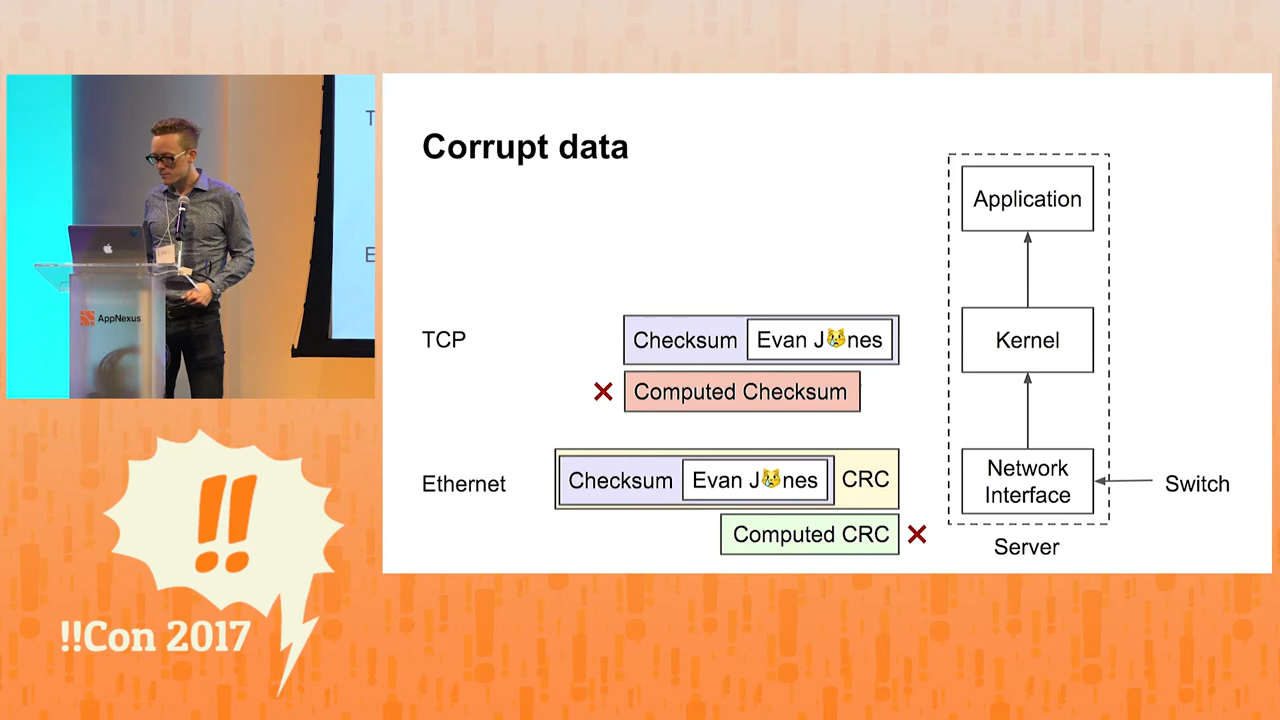 T
E
AppNexus
!!
!!Con 2017
Corrupt data
TCP
Checksum Evan J😿nes
Computed Checksum
Ethernet
Checksum Evan J😿nes CRC
Computed CRC
Application
Kernel
Network
Interface
Switch
Server